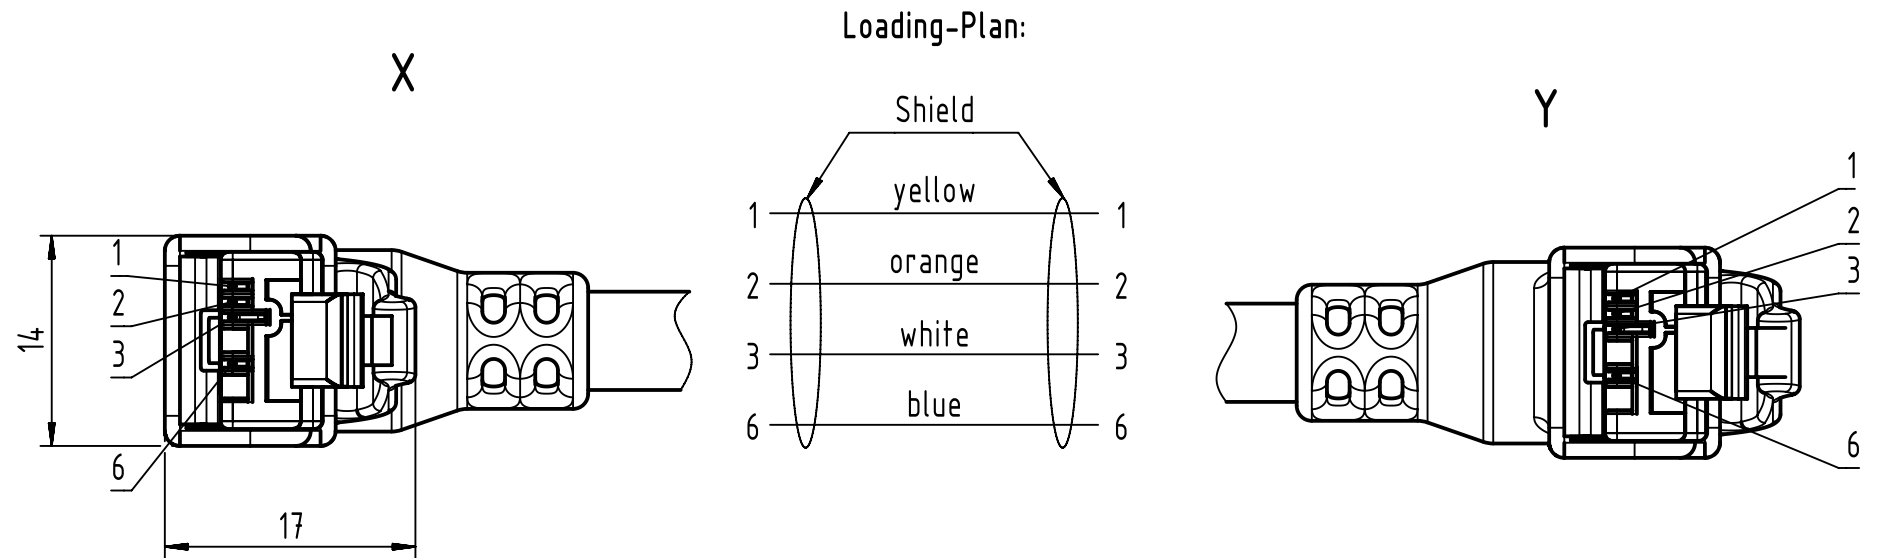 Loading-Plan:
X
Shield
Y
yellow
1 1
orange
2 2
white
3 3
blue
6 6
1
2
3
6
14
17
1
2
3
6